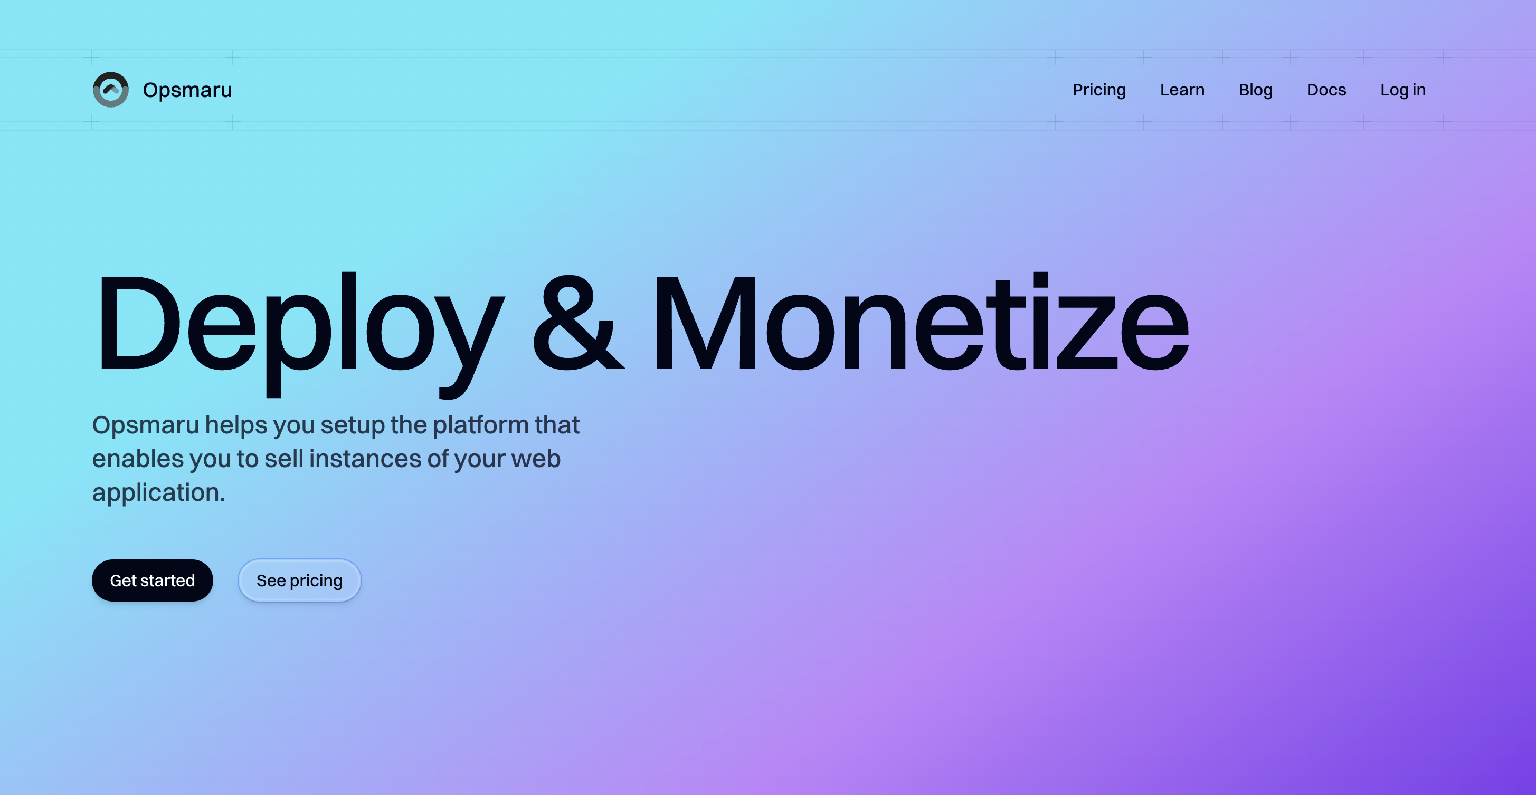 Opsmaru
Pricing Learn Blog Docs Log in
Deploy & Monetize
Opsmaru helps you setup the platform that
enables you to sell instances of your web
application.
Get started See pricing